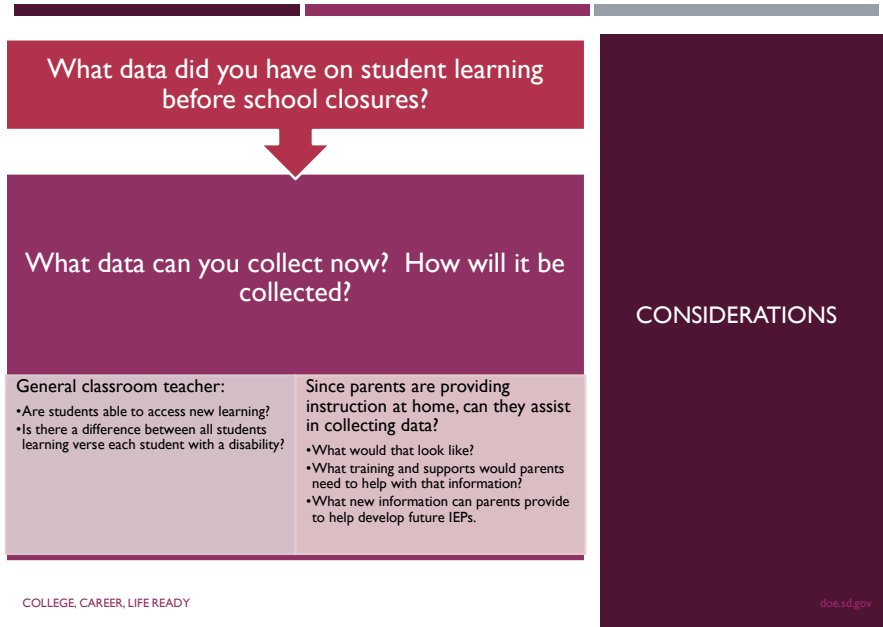 What data did you have on student learning
before school closures?
What data can you collect now?  How will it be
collected?
General classroom teacher:
•Are students able to access new learning?
•Is there a difference between all students
learning verse each student with a disability?
Since parents are providing
instruction at home, can they assist
in collecting data?
•What would that look like?
•What training and supports would parents
need to help with that information?
•What new information can parents provide
to help develop future IEPs.
CONSIDERATIONS
COLLEGE, CAREER, LIFE READY
doe.sd.gov